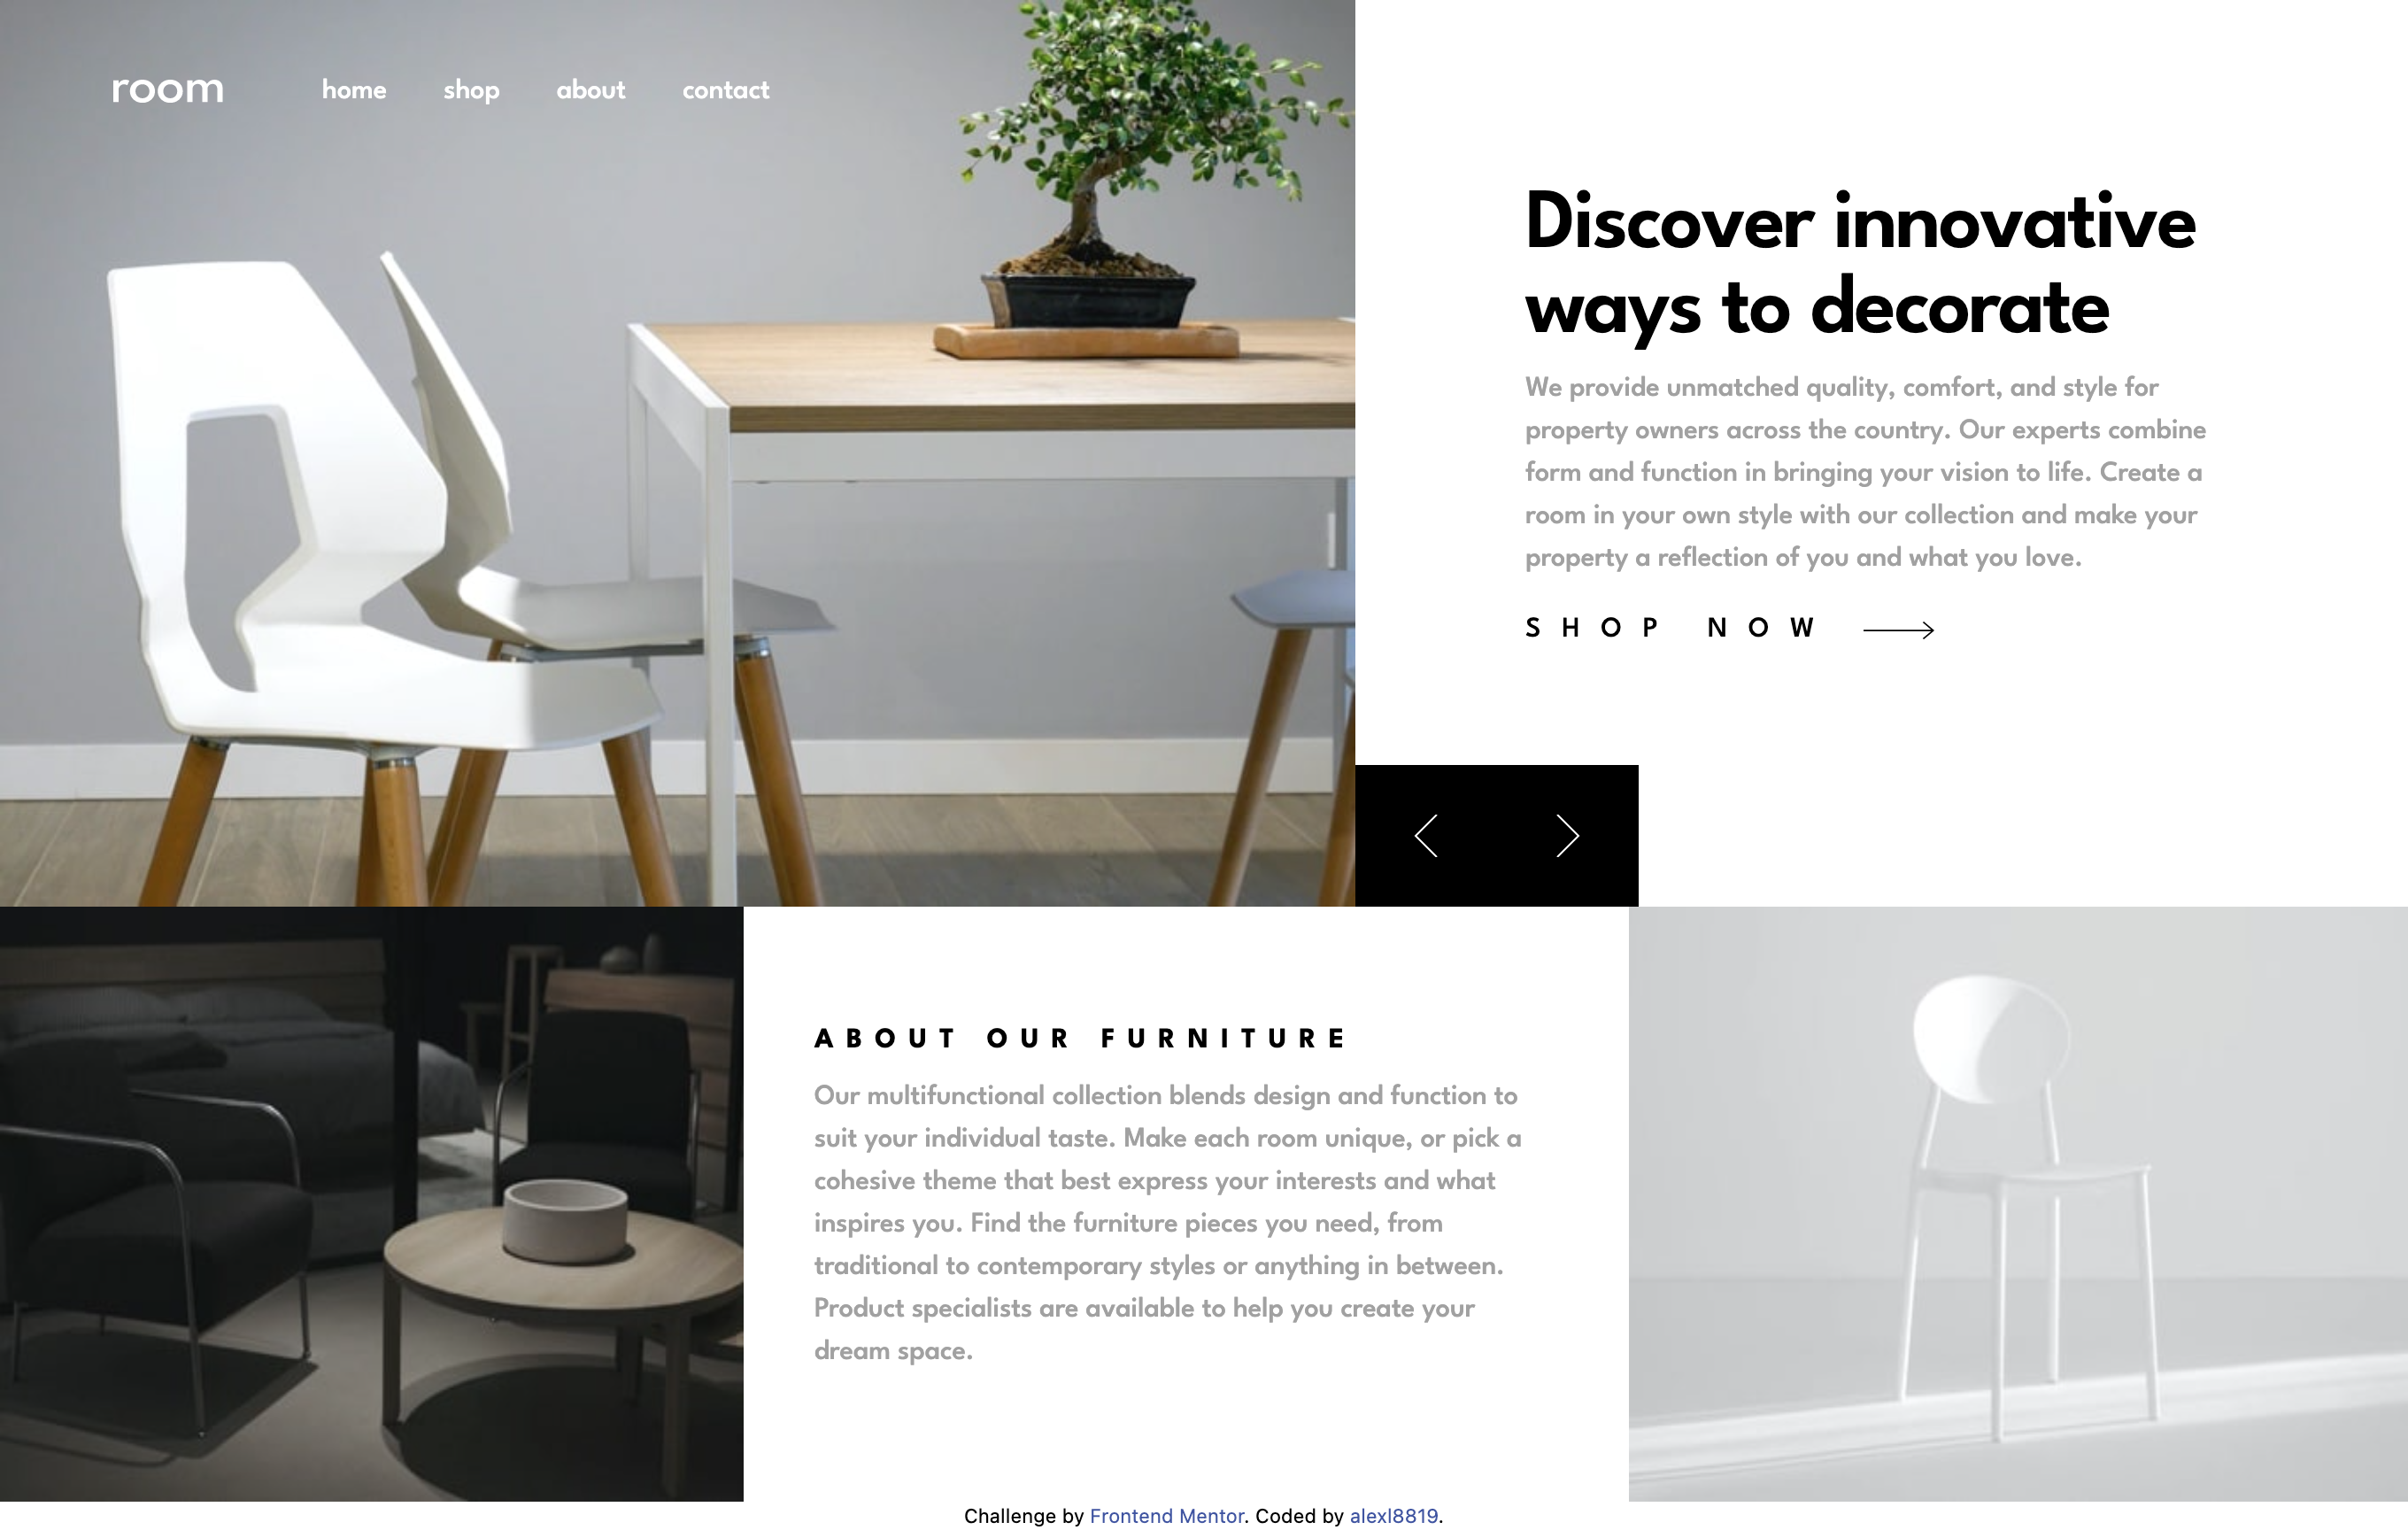 room
home shop about contact
Discover innovative
ways to decorate
We provide unmatched quality, comfort, and style for
property owners across the country. Our experts combine
form and function in bringing your vision to life. Create a
room in your own style with our collection and make your
property a reflection of you and what you love.
SHOP NOW
ABOUT OUR FURNITURE
Our multifunctional collection blends design and function to
suit your individual taste. Make each room unique, or pick a
cohesive theme that best express your interests and what
inspires you. Find the furniture pieces you need, from
traditional to contemporary styles or anything in between.
Product specialists are available to help you create your
dream space.
Challenge by Frontend Mentor. Coded by alexl8819.